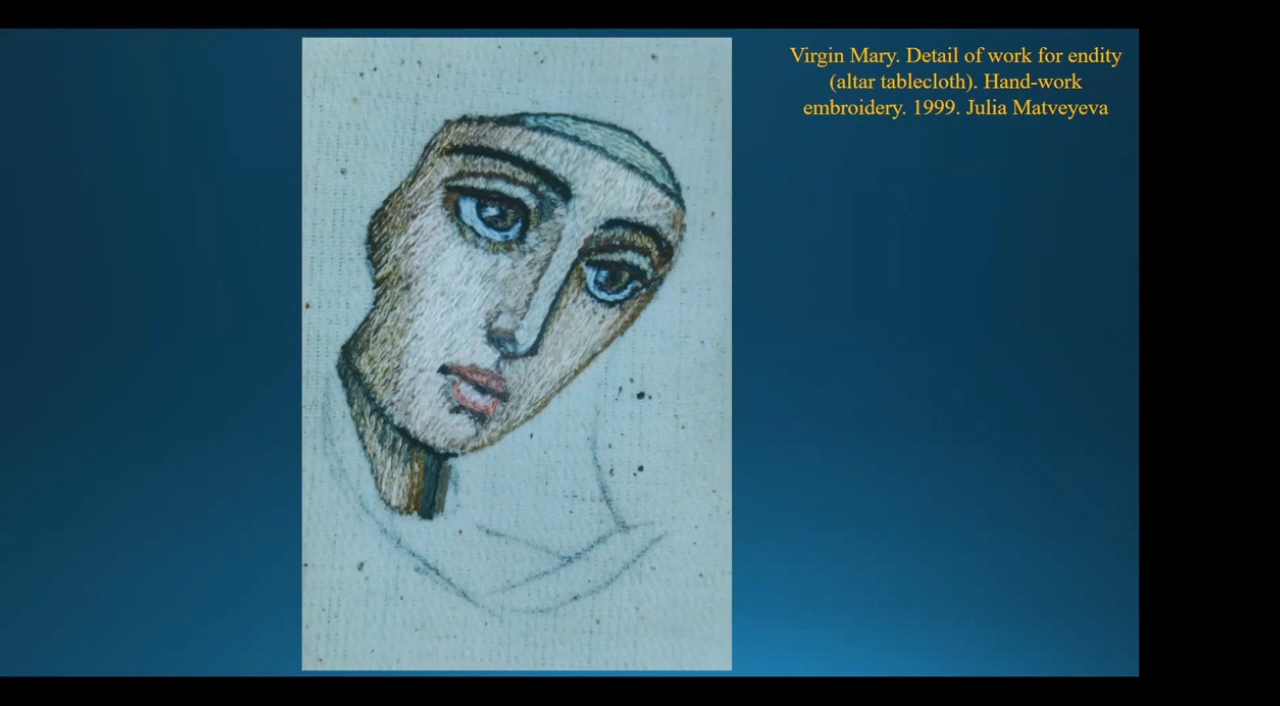 Virgin Mary. Detail of work for endity
(altar tablecloth). Hand-work
embroidery. 1999. Julia Matveyeva